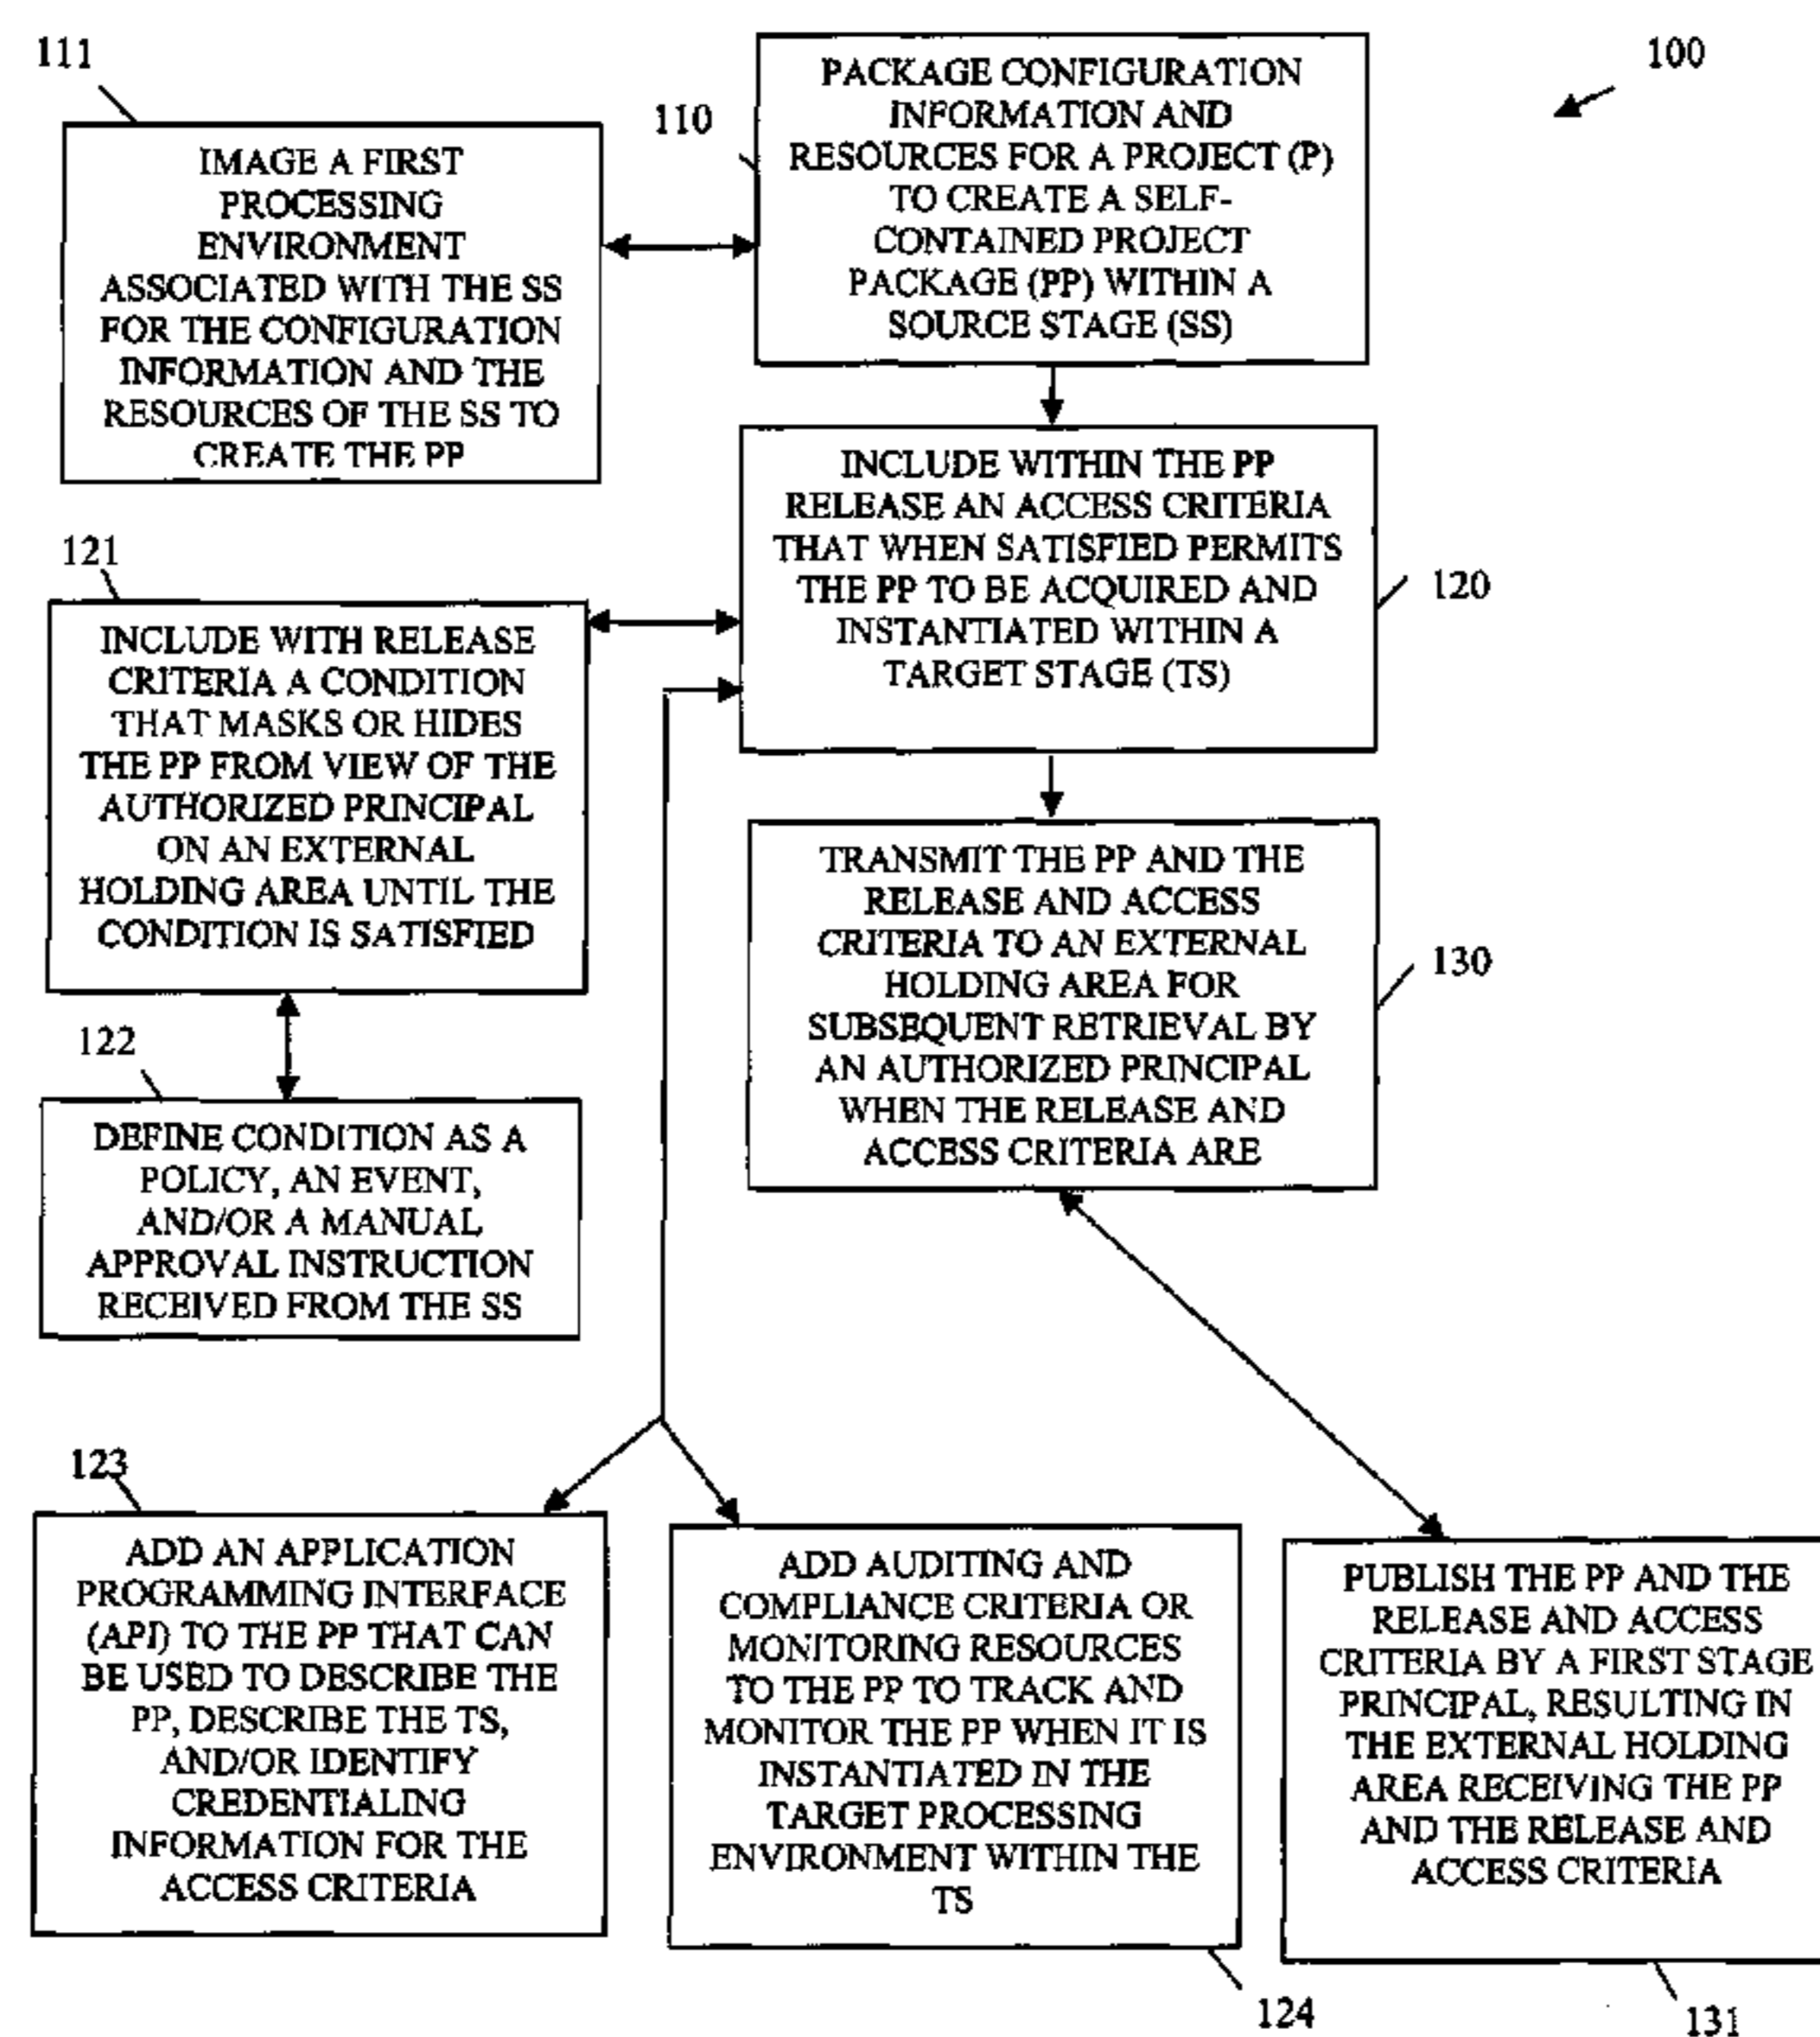 111
100
110
PACKAGE CONFIGURATION
INFORMATION AND
RESOURCES FOR A PROJECT (P)
TO CREATE A SELF-
CONTAINED PROJECT
PACKAGE (PP) WITHIN A
SOURCE STAGE (SS)
IMAGE A FIRST
PROCESSING
ENVIRONMENT
ASSOCIATED WITH THE SS
FOR THE CONFIGURATION
INFORMATION AND THE
RESOURCES OF THE SS TO
CREATE THE PP
INCLUDE WITHIN THE PP
RELEASE AN ACCESS CRITERIA
THAT WHEN SATISFIED PERMITS
THE PP TO BE ACQUIRED AND
INSTANTIATED WITHIN A
TARGET STAGE (TS)
120
121
INCLUDE WITH RELEASE
CRITERIA A CONDITION
THAT MASKS OR HIDES
THE PP FROM VIEW OF THE
AUTHORIZED PRINCIPAL
ON AN EXTERNAL
HOLDING AREA UNTIL THE
CONDITION IS SATISFIED
TRANSMIT THE PP AND THE
RELEASE AND ACCESS
CRITERIA TO AN EXTERNAL
HOLDING AREA FOR
SUBSEQUENT RETRIEVAL BY
AN AUTHORIZED PRINCIPAL
WHEN THE RELEASE AND
ACCESS CRITERIA ARE
130
122
DEFINE CONDITION AS A
POLICY, AN EVENT,
AND/OR A MANUAL
APPROVAL INSTRUCTION
RECEIVED FROM THE SS
123
ADD AN APPLICATION
PROGRAMMING INTERFACE
(API) TO THE PP THAT CAN
BE USED TO DESCRIBE THE
PP, DESCRIBE THE TS,
AND/OR IDENTIFY
CREDENTIALING
INFORMATION FOR THE
ACCESS CRITERIA
ADD AUDITING AND
COMPLIANCE CRITERIA OR
MONITORING RESOURCES
TO THE PP TO TRACK AND
MONITOR THE PP WHEN IT IS
INSTANTIATED IN THE
TARGET PROCESSING
ENVIRONMENT WITHIN THE
TS
124
PUBLISH THE PP AND THE
RELEASE AND ACCESS
CRITERIA BY A FIRST STAGE
PRINCIPAL, RESULTING IN
THE EXTERNAL HOLDING
AREA RECEIVING THE PP
AND THE RELEASE AND
ACCESS CRITERIA
131